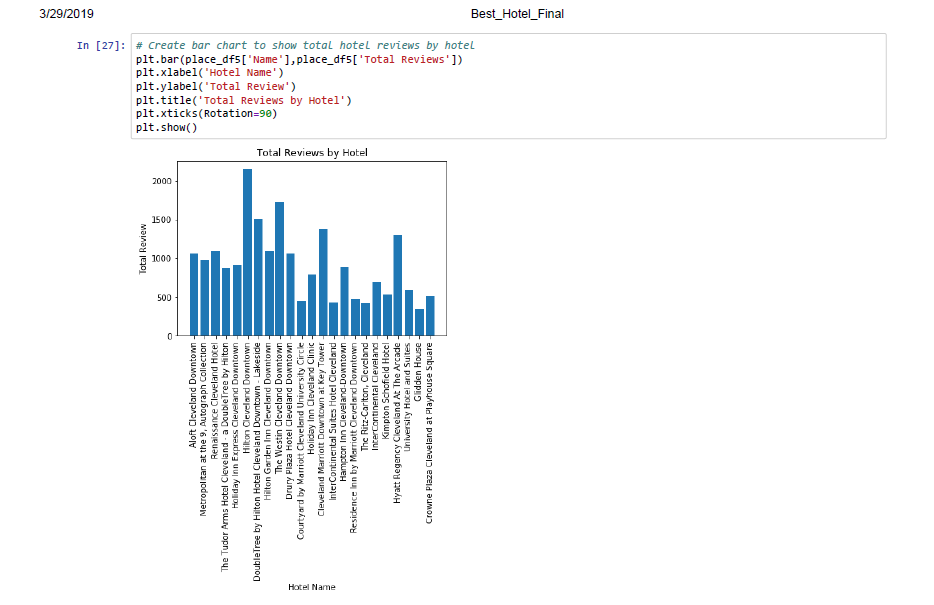 3/29/2019
Best_Hotel_Final
In [27]:
# Create bar chart to show total hotel reviews by hotel
plt.bar(place_df5['Name'],place_df5['Total Reviews'])
plt.xlabel('Hotel Name')
plt.ylabel('Total Review')
plt.title('Total Reviews by Hotel')
plt.xticks(Rotation=90)
plt.show()
Total Reviews by Hotel
Total Review
2000
1500
1000
500
0
Aloft Cleveland Downtown
Metropolitan at the 9, Autograph Collection
Renaissance Cleveland Hotel
The Tudor Arms Hotel Cleveland - a DoubleTree by Hilton
Holiday Inn Express Cleveland Downtown
Hilton Cleveland Downtown
DoubleTree by Hilton Hotel Cleveland Downtown - Lakeside
Hilton Garden Inn Cleveland Downtown
The Westin Cleveland Downtown
Drury Plaza Hotel Cleveland Downtown
Courtyard by Marriott Cleveland University Circle
Holiday Inn Cleveland Clinic
Cleveland Marriott Downtown at Key Tower
InterContinental Suites Hotel Cleveland
Hampton Inn Cleveland-Downtown
Residence Inn by Marriott Cleveland Downtown
The Ritz-Carlton, Cleveland
InterContinental Cleveland
Kimpton Schofield Hotel
Hyatt Regency Cleveland At The Arcade
University Hotel and Suites
Glidden House
Crowne Plaza Cleveland at Playhouse Square
Hotel Name